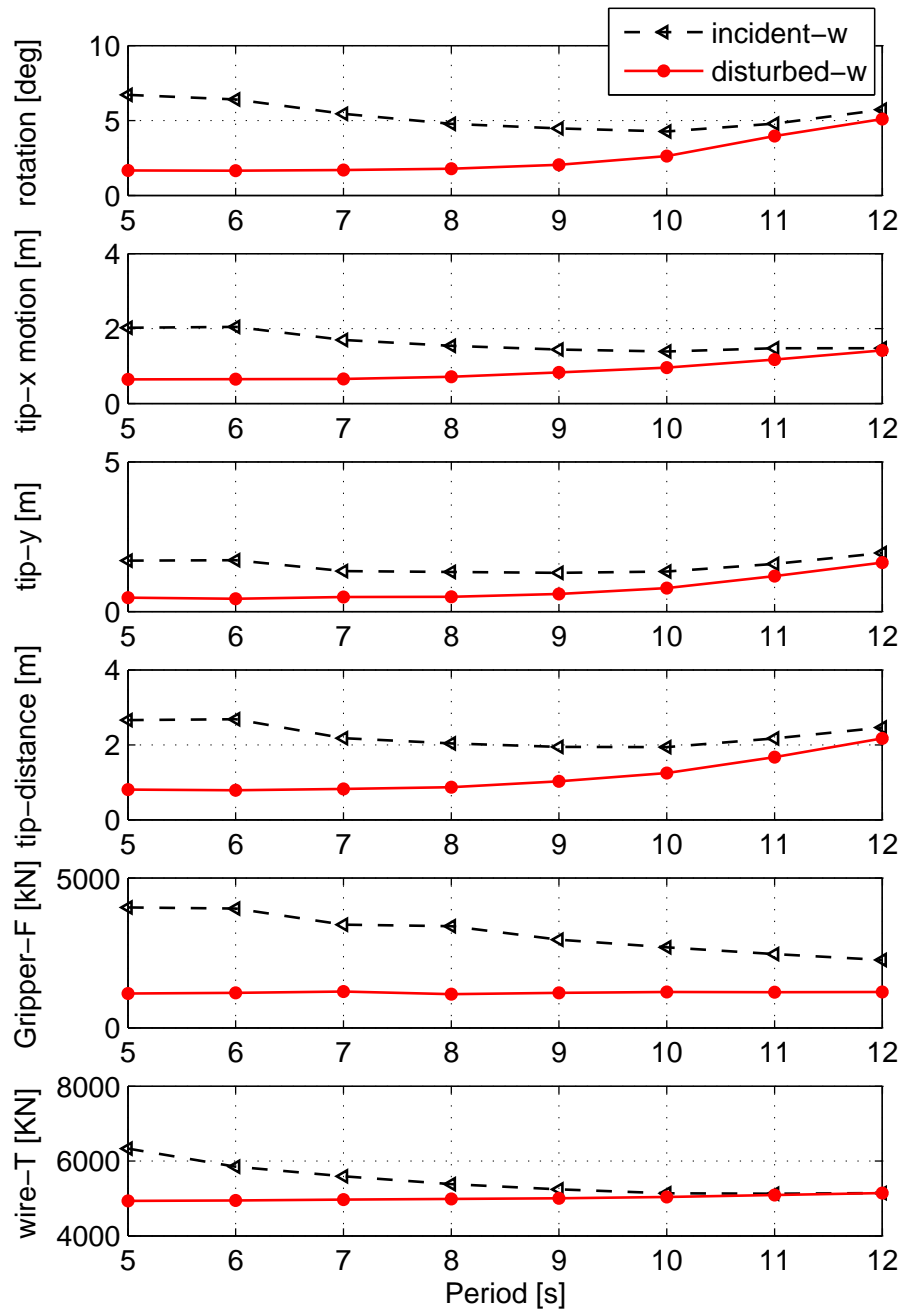 incident-w
disturbed-w
rotation [deg]
10
5
0
5 6 7 8 9 10 11 12
tip-x motion [m]
4
2
0
5 6 7 8 9 10 11 12
tip-y [m]
5
0
5 6 7 8 9 10 11 12
tip-distance [m]
4
2
0
5 6 7 8 9 10 11 12
Gripper-F [kN]
5000
0
5 6 7 8 9 10 11 12
wire-T [KN]
8000
6000
4000
5 6 7 8 9 10 11 12
Period [s]